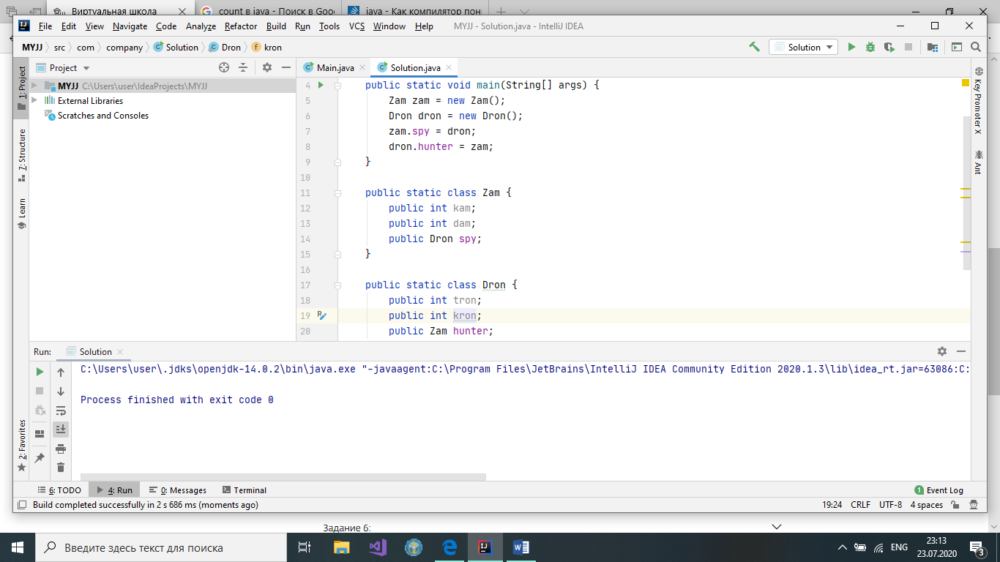 Виртуальная школа
count в java - Поиск в Goo
java - Как компилятор пон
File Edit View Navigate Code Analyze Refactor Build Run Tools VCS Window Help MYJJ - Solution.java - IntelliJ IDEA
MYJJ src com company Solution Dron kron
Solution
Project
Main.java
Solution.java
1: Project
7: Structure
Learn
2: Favorites
MYJJ C:\Users\user\IdeaProjects\MYJJ
External Libraries
Scratches and Consoles
4 public static void main(String[] args) {
5 Zam zam = new Zam();
6 Dron dron = new Dron();
7 zam.spy = dron;
8 dron.hunter = zam;
9 }
10
11 public static class Zam {
12 public int kam;
13 public int dam;
14 public Dron spy;
15 }
16
17 public static class Dron {
18 public int tron;
19 public int kron;
20 public Zam hunter;
Key Promoter X
Ant
Run: Solution
C:\Users\user\.jdks\openjdk-14.0.2\bin\java.exe "-javaagent:C:\Program Files\JetBrains\IntelliJ IDEA Community Edition 2020.1.3\lib\idea_rt.jar=63086:C:
Process finished with exit code 0
6: TODO 4: Run 0: Messages Terminal 1 Event Log
Build completed successfully in 2 s 686 ms (moments ago) 19:24 CRLF UTF-8 4 spaces
Задание 6:
Введите здесь текст для поиска
ENG
23:13
23.07.2020
3